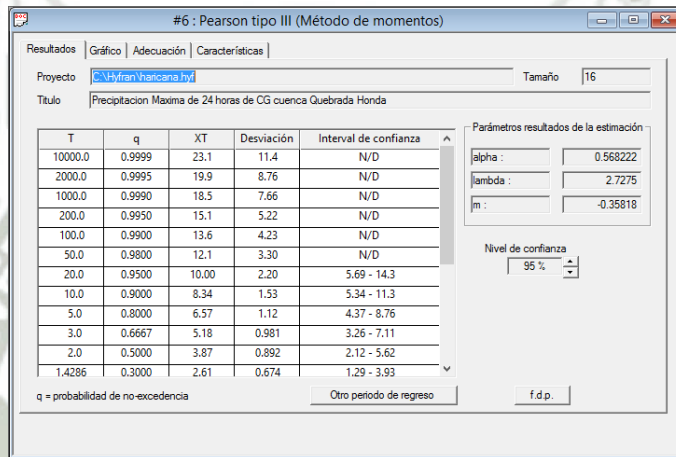 #6 : Pearson tipo III (Método de momentos)
Resultados Gráfico Adecuación Características
Proyecto C:\Hyfran\haricana.hyf Tamaño 16
Titulo Precipitacion Maxima de 24 horas de CG cuenca Quebrada Honda
T q XT Desviación Interval de confianza
10000.0 0.9999 23.1 11.4 N/D
2000.0 0.9995 19.9 8.76 N/D
1000.0 0.9990 18.5 7.66 N/D
200.0 0.9950 15.1 5.22 N/D
100.0 0.9900 13.6 4.23 N/D
50.0 0.9800 12.1 3.30 N/D
20.0 0.9500 10.00 2.20 5.69 - 14.3
10.0 0.9000 8.34 1.53 5.34 - 11.3
5.0 0.8000 6.57 1.12 4.37 - 8.76
3.0 0.6667 5.18 0.981 3.26 - 7.11
2.0 0.5000 3.87 0.892 2.12 - 5.62
1.4286 0.3000 2.61 0.674 1.29 - 3.93
Parámetros resultados de la estimación
alpha : 0.568222
lambda : 2.7275
m : -0.35818
Nivel de confianza
95 %
q = probabilidad de no-excedencia
Otro periodo de regreso
f.d.p.